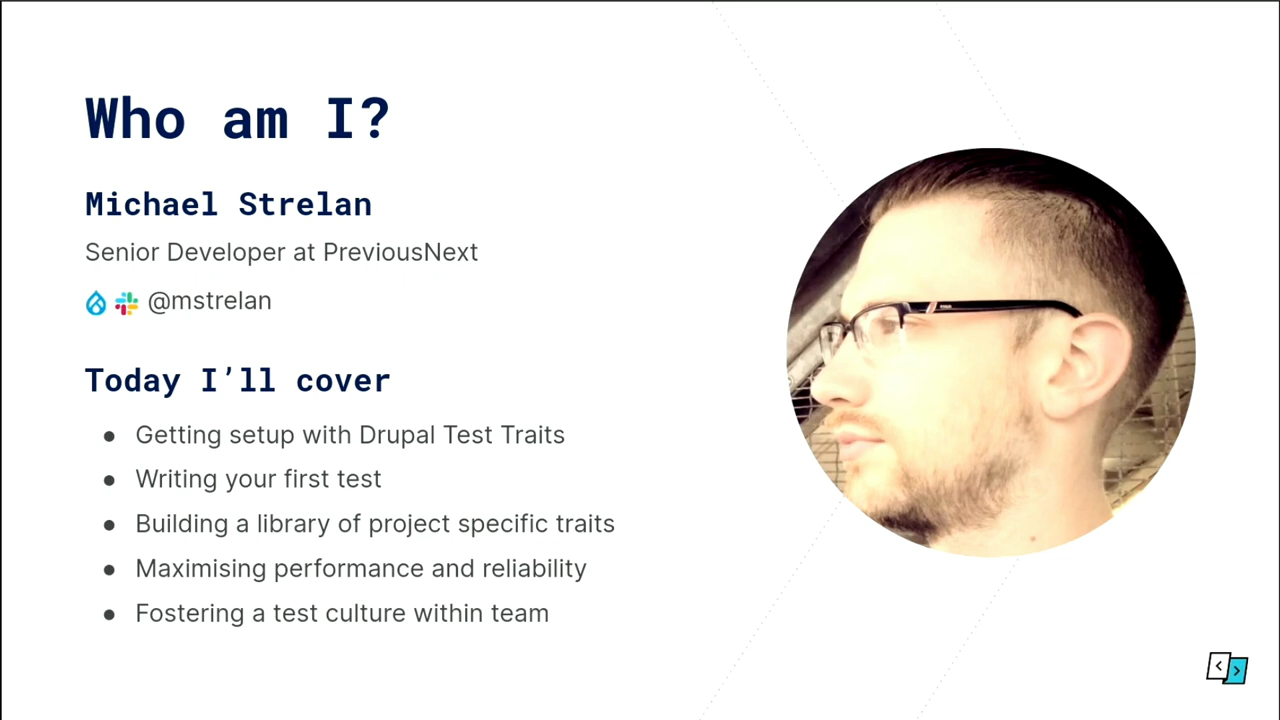 Who am I?
Michael Strelan
Senior Developer at PreviousNext
@mstrelan
Today I’ll cover
● Getting setup with Drupal Test Traits
● Writing your first test
● Building a library of project specific traits
● Maximising performance and reliability
● Fostering a test culture within team